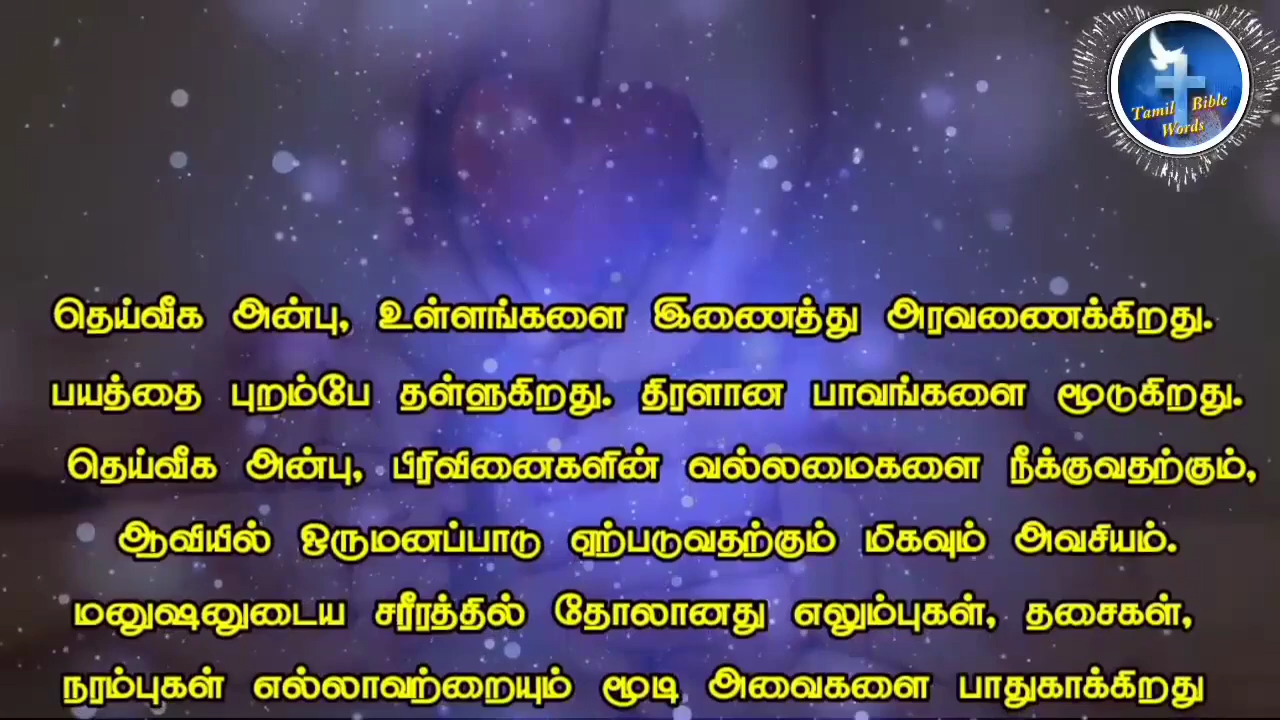 Tamil Bible
Words
தெய்வீக அன்பு, உள்ளங்களை இணைத்து அரவணைக்கிறது.
பயத்தை புறம்பே தள்ளுகிறது. திரளான பாவங்களை மூடுகிறது.
தெய்வீக அன்பு, பிரிவினைகளின் வல்லமைகளை நீக்குவதற்கும்,
ஆவியில் ஒருமனப்பாடு ஏற்படுவதற்கும் மிகவும் அவசியம்.
மனுஷனுடைய சரீரத்தில் தோலானது எலும்புகள், தசைகள்,
நரம்புகள் எல்லாவற்றையும் மூடி அவைகளை பாதுகாக்கிறது